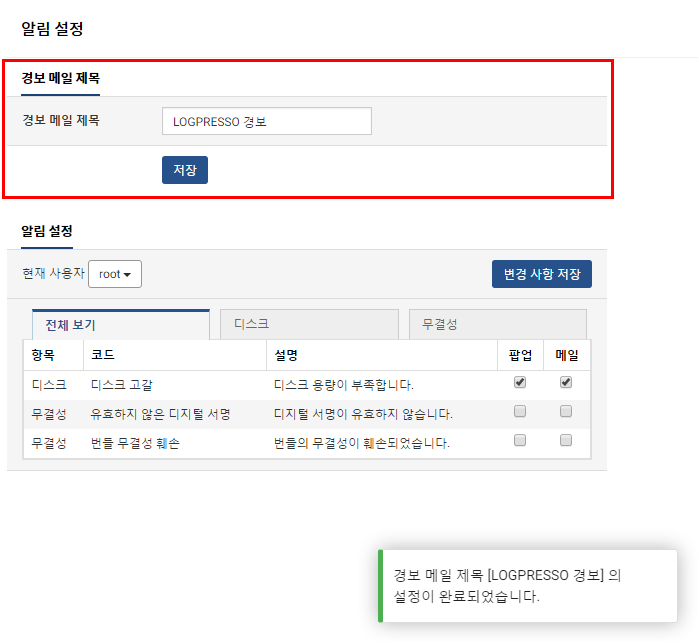 알림 설정
경보 메일 제목
경보 메일 제목 LOGPRESSO 경보
저장
알림 설정
현재 사용자 root 변경 사항 저장
전체 보기 디스크 무결성
항목 코드 설명 팝업 메일
디스크 디스크 고갈 디스크 용량이 부족합니다.
무결성 유효하지 않은 디지털 서명 디지털 서명이 유효하지 않습니다.
무결성 번들 무결성 훼손 번들의 무결성이 훼손되었습니다.
경보 메일 제목 [LOGPRESSO 경보] 의
설정이 완료되었습니다.